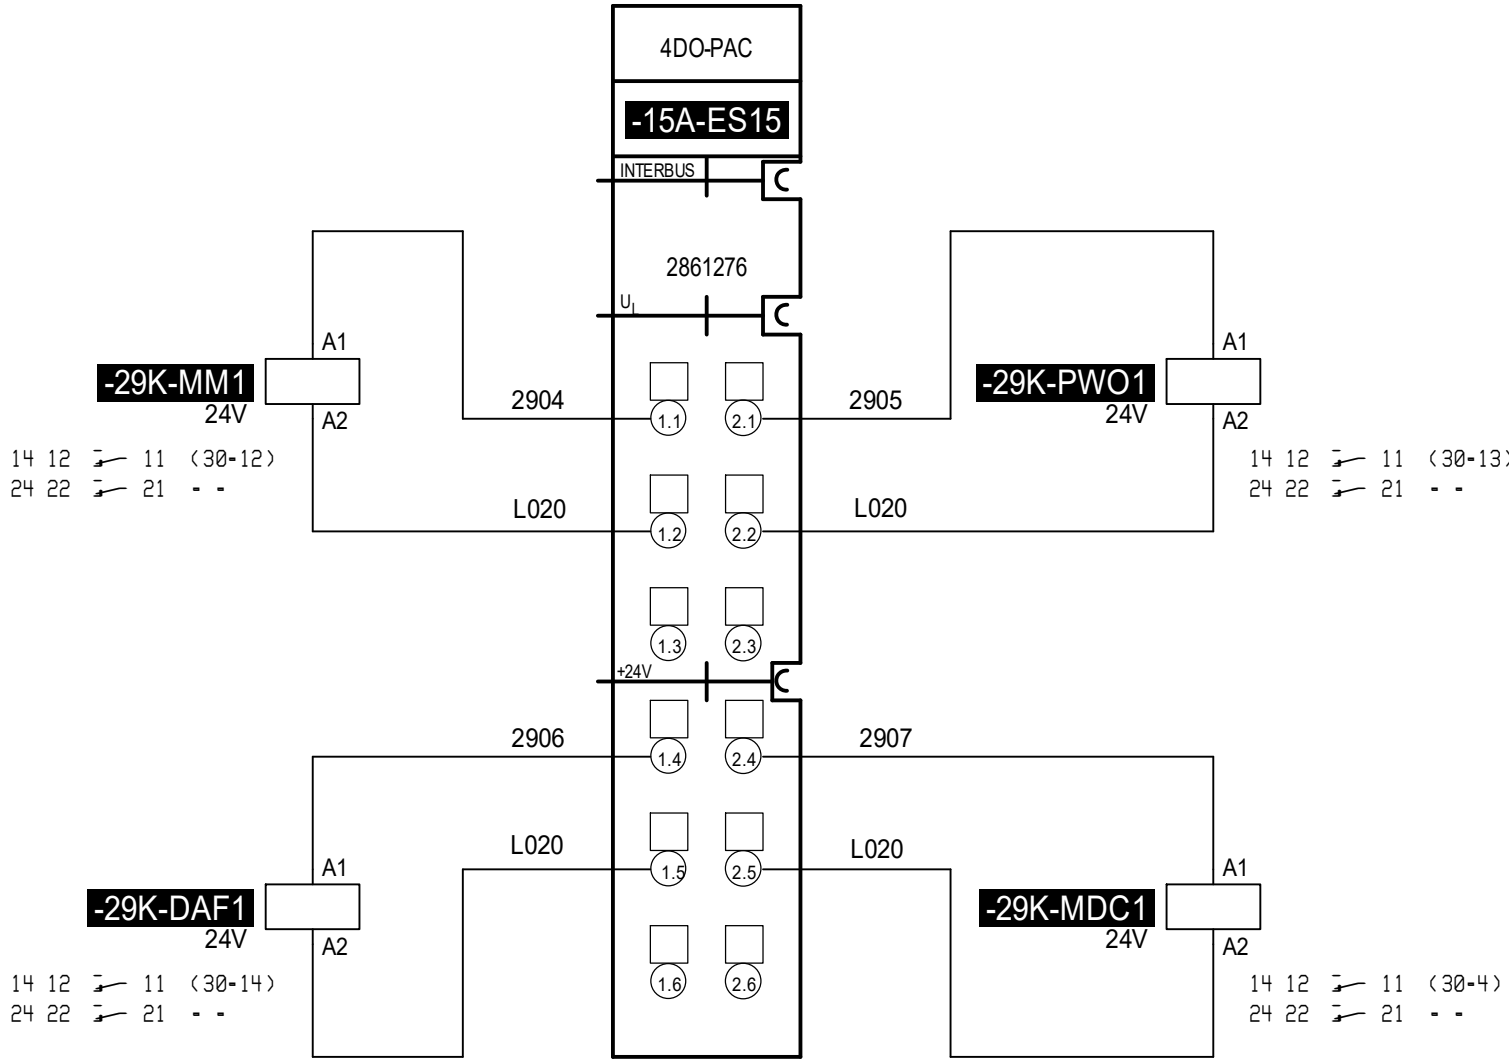 4DO-PAC
-15A-ES15
INTERBUS
2861276
UL
A1
-29K-MM1
24V
A2
14 12 11 (30-12)
24 22 21 - -
2904
L020
1.1
2.1
1.2
2.2
1.3
2.3
2905
L020
A1
-29K-PWO1
24V
A2
14 12 11 (30-13)
24 22 21 - -
+24V
2906
L020
A1
-29K-DAF1
24V
A2
14 12 11 (30-14)
24 22 21 - -
1.4
2.4
1.5
2.5
1.6
2.6
2907
L020
A1
-29K-MDC1
24V
A2
14 12 11 (30-4)
24 22 21 - -